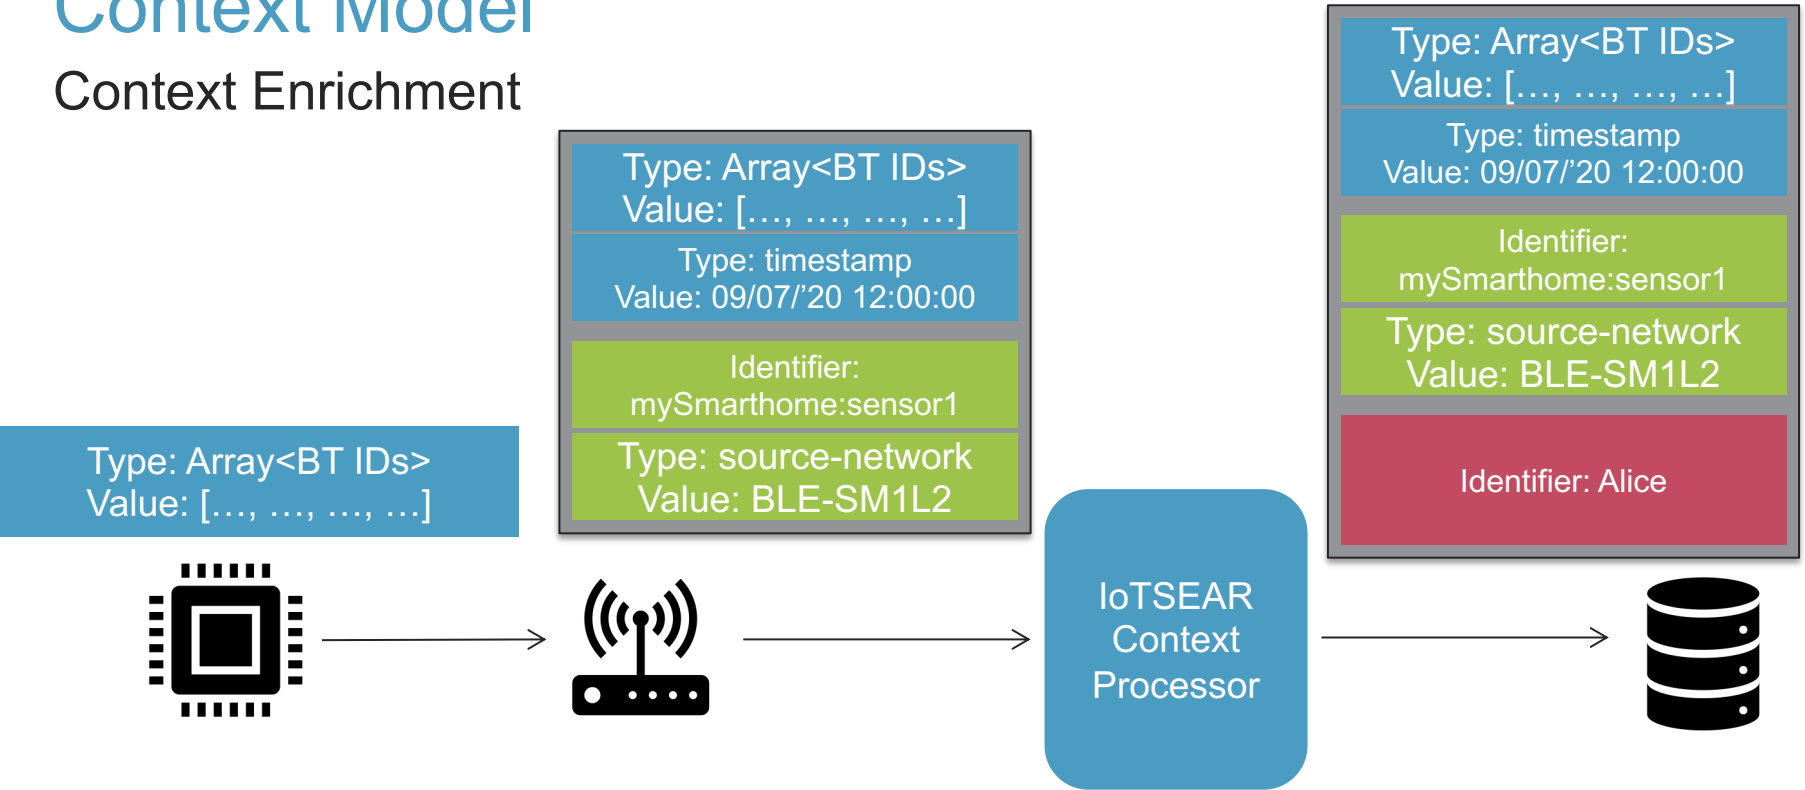 Context Model
Context Enrichment
Type: Array<BT IDs>
Value: […, …, …, …]
Type: Array<BT IDs>
Value: […, …, …, …]
Type: timestamp
Value: 09/07/’20 12:00:00
Identifier:
mySmarthome:sensor1
Type: source-network
Value: BLE-SM1L2
IoTSEAR
Context
Processor
Type: Array<BT IDs>
Value: […, …, …, …]
Type: timestamp
Value: 09/07/’20 12:00:00
Identifier:
mySmarthome:sensor1
Type: source-network
Value: BLE-SM1L2
Identifier: Alice